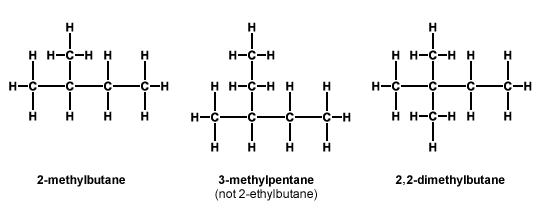 H
H H-C-H H H
H-C C C C-H
H H H H
2-methylbutane
H
H-C-H
H H-C-H H H
H-C C C C-H
H H H H
3-methylpentane
(not 2-ethylbutane)
H
H H-C-H H H
H-C C C C-H
H H-C-H H H
H
2,2-dimethylbutane